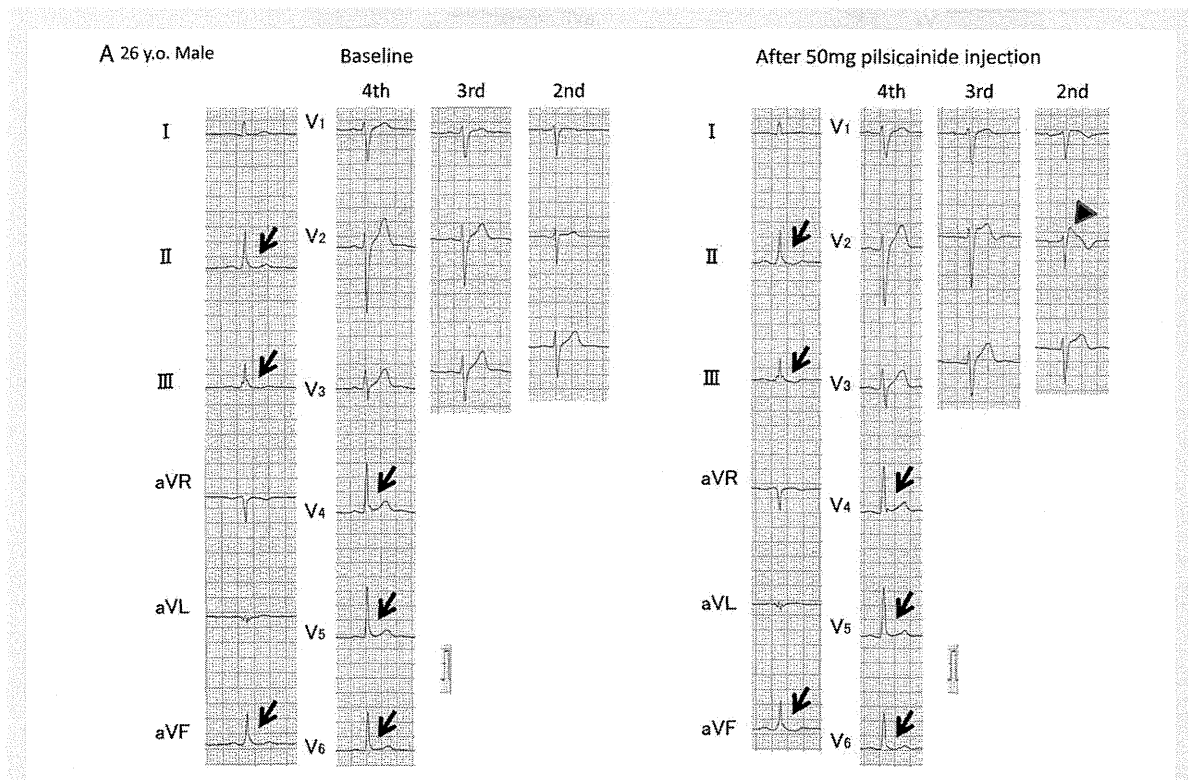 A 26 y.o. Male
Baseline
After 50mg pilsicainide injection
4th 3rd 2nd
4th 3rd 2nd
I V1
I V1
II V2
II V2
III V3
III V3
aVR V4
aVR V4
aVL V5
aVL V5
aVF V6
aVF V6